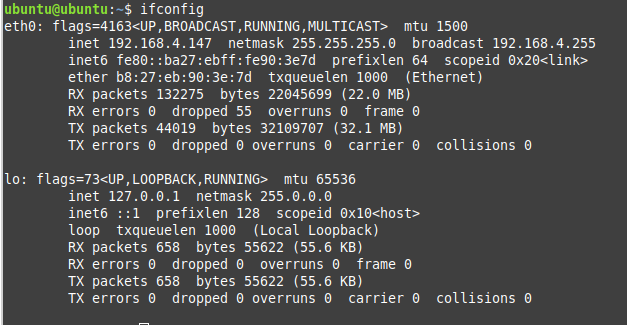 ubuntu@ubuntu:~$ ifconfig
eth0: flags=4163<UP,BROADCAST,RUNNING,MULTICAST>  mtu 1500
        inet 192.168.4.147  netmask 255.255.255.0  broadcast 192.168.4.255
        inet6 fe80::ba27:ebff:fe90:3e7d  prefixlen 64  scopeid 0x20<link>
        ether b8:27:eb:90:3e:7d  txqueuelen 1000  (Ethernet)
        RX packets 132275  bytes 22045699 (22.0 MB)
        RX errors 0  dropped 55  overruns 0  frame 0
        TX packets 44019  bytes 32109707 (32.1 MB)
        TX errors 0  dropped 0 overruns 0  carrier 0  collisions 0

lo: flags=73<UP,LOOPBACK,RUNNING>  mtu 65536
        inet 127.0.0.1  netmask 255.0.0.0
        inet6 ::1  prefixlen 128  scopeid 0x10<host>
        loop  txqueuelen 1000  (Local Loopback)
        RX packets 658  bytes 55622 (55.6 KB)
        RX errors 0  dropped 0  overruns 0  frame 0
        TX packets 658  bytes 55622 (55.6 KB)
        TX errors 0  dropped 0 overruns 0  carrier 0  collisions 0